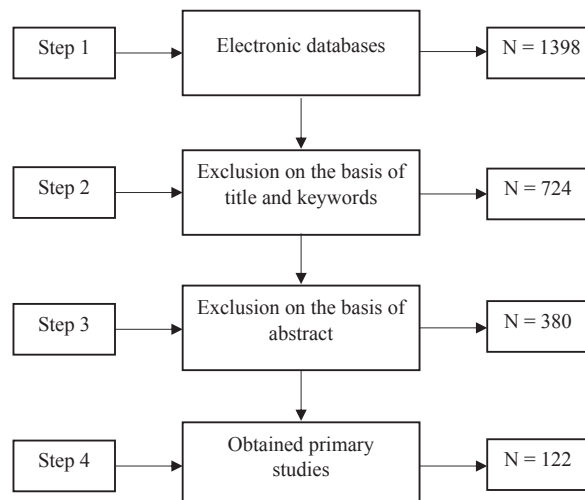 Step 1
Electronic databases
N = 1398
Step 2
Exclusion on the basis of
title and keywords
N = 724
Step 3
Exclusion on the basis of
abstract
N = 380
Step 4
Obtained primary
studies
N = 122